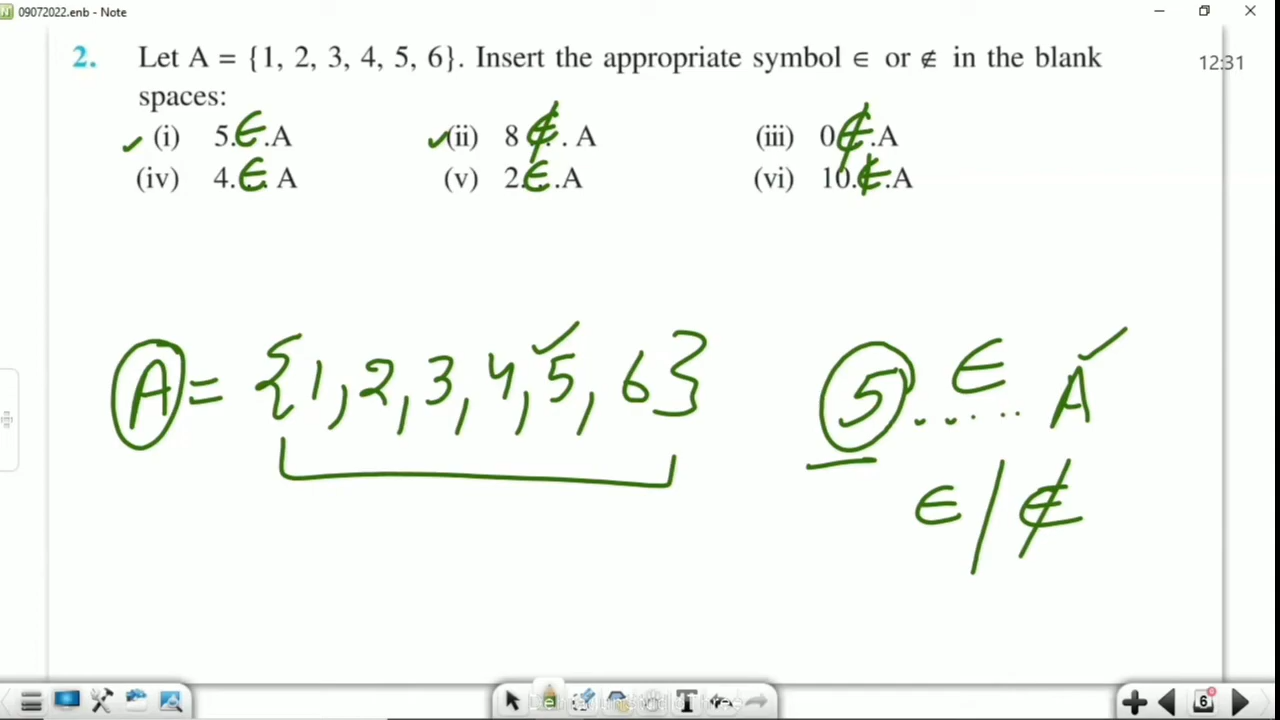 09072022.enb - Note
2. Let A = {1, 2, 3, 4, 5, 6}. Insert the appropriate symbol ∈ or ∉ in the blank
12:31
spaces:
(i) 5.∈.A (ii) 8 ∉. . A (iii) 0∉.A
(iv) 4.∈. A (v) 2.∈.A (vi) 10.∉.A
A = {1, 2, 3, 4, 5, 6} 5 ..∈... A
∈ / ∉
T
6